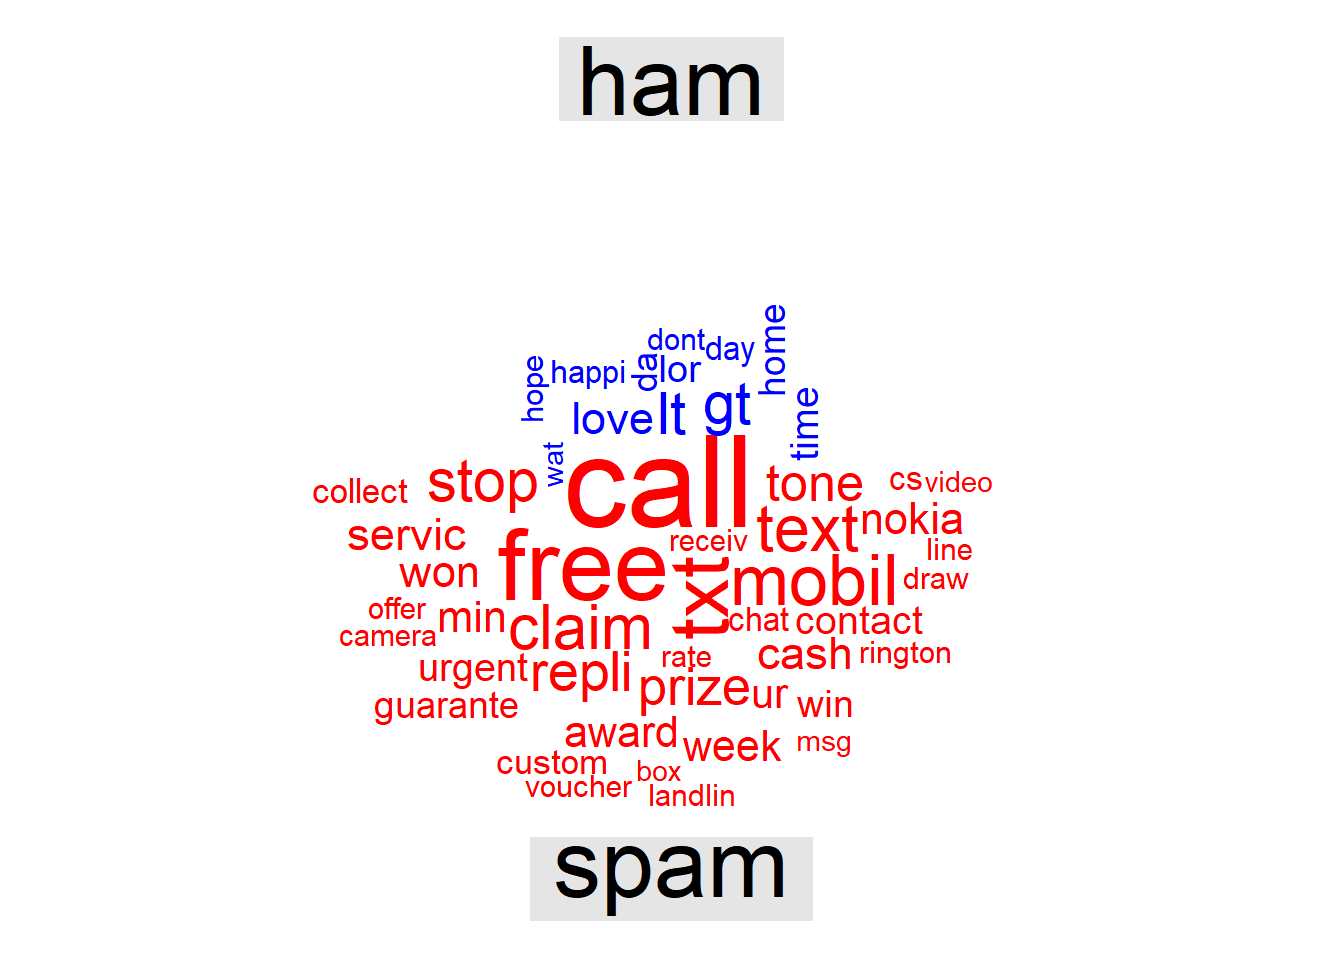 ham
home
dont
day
da
lor
hope
happi
love
lt
gt
time
wat
call
stop
tone
cs
video
collect
servic
free
receiv
text
nokia
line
won
txt
mobil
draw
offer
min
claim
chat
contact
camera
urgent
repli
rate
cash
rington
guarante
prize
ur
win
award
week
msg
custom
box
voucher
landlin
spam